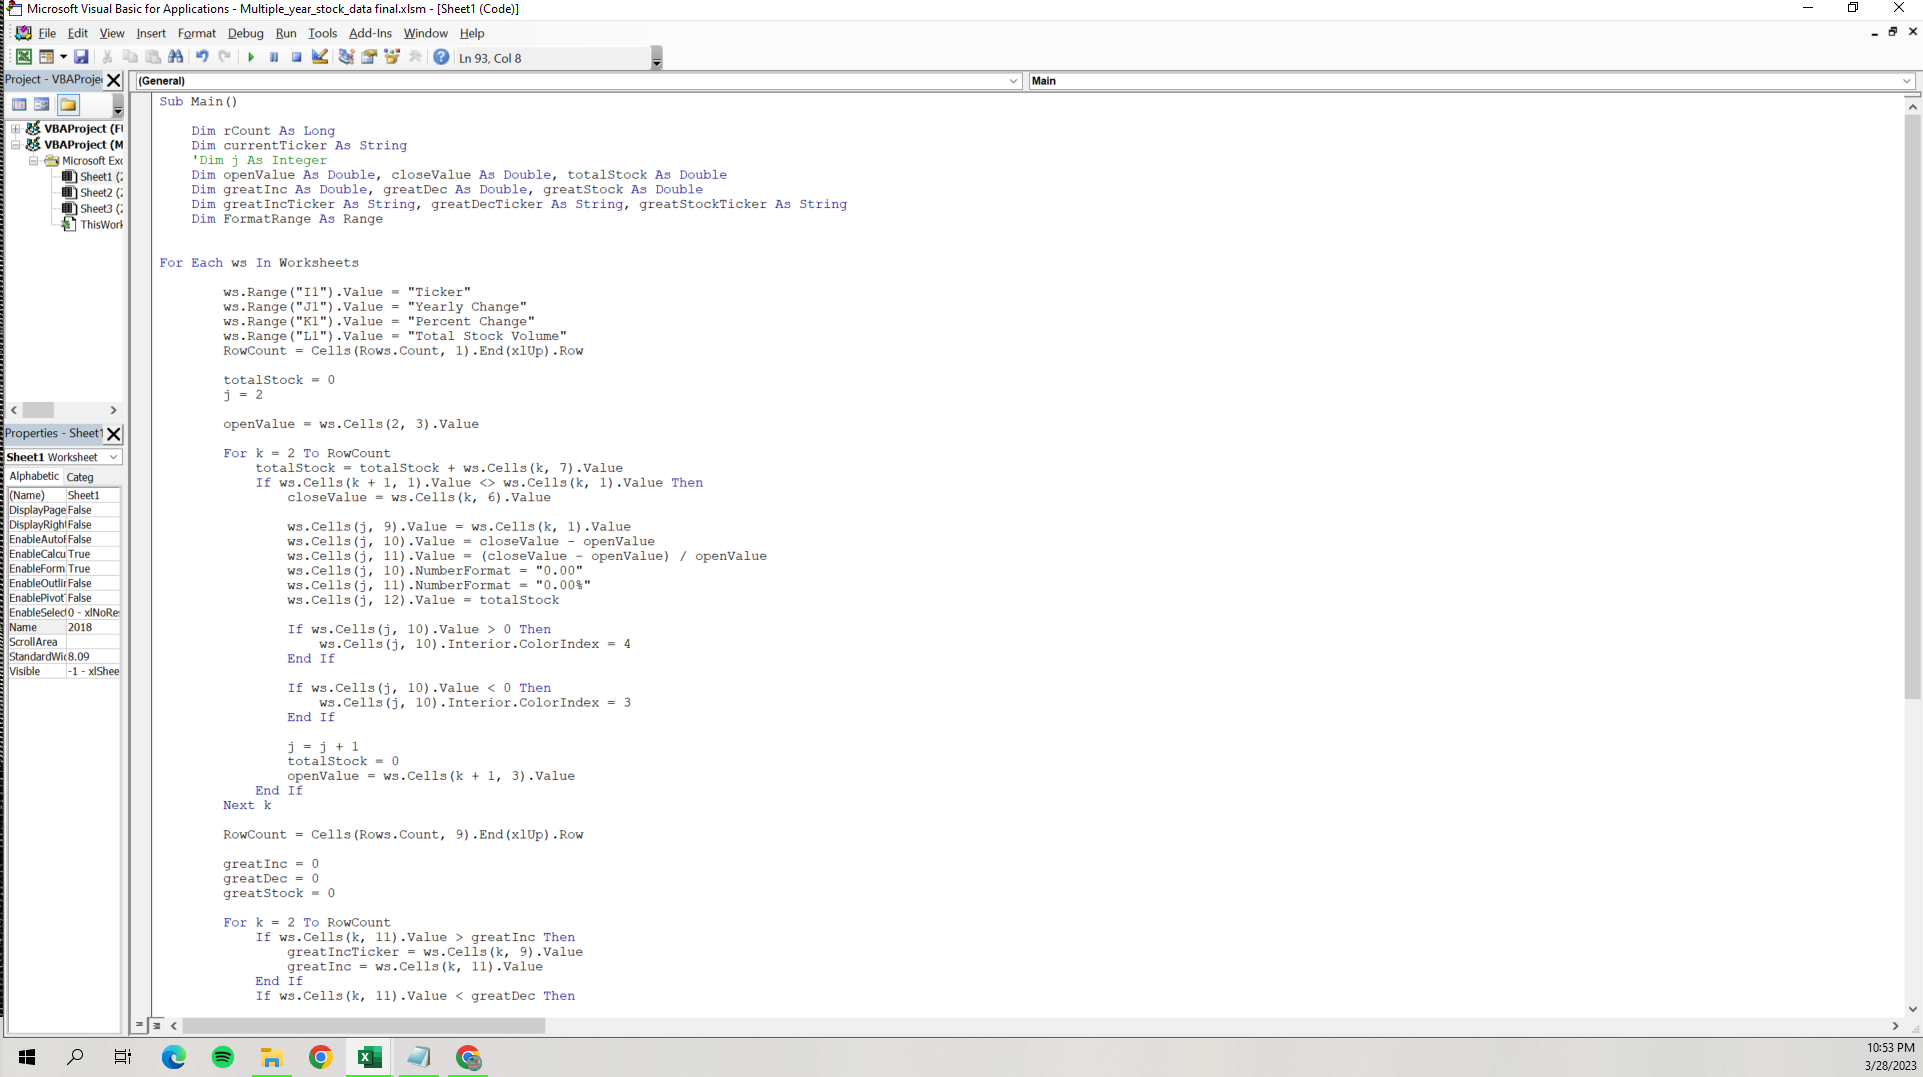 Microsoft Visual Basic for Applications - Multiple_year_stock_data final.xlsm - [Sheet1 (Code)]
File Edit View Insert Format Debug Run Tools Add-Ins Window Help
Ln 93, Col 8
Project - VBAProje
(General)
Main
VBAProject (F
VBAProject (M
Microsoft Exc
Sheet1 (2
Sheet2 (2
Sheet3 (2
ThisWork
Properties - Sheet1
Sheet1 Worksheet
Alphabetic Categ
(Name) Sheet1
DisplayPage False
DisplayRight False
EnableAutoF False
EnableCalcu True
EnableForm True
EnableOutlin False
EnablePivot False
EnableSelec 0 - xlNoRe
Name 2018
ScrollArea
StandardWid 8.09
Visible -1 - xlShee
Sub Main()
Dim rCount As Long
Dim currentTicker As String
'Dim j As Integer
Dim openValue As Double, closeValue As Double, totalStock As Double
Dim greatInc As Double, greatDec As Double, greatStock As Double
Dim greatIncTicker As String, greatDecTicker As String, greatStockTicker As String
Dim FormatRange As Range
For Each ws In Worksheets
ws.Range("I1").Value = "Ticker"
ws.Range("J1").Value = "Yearly Change"
ws.Range("K1").Value = "Percent Change"
ws.Range("L1").Value = "Total Stock Volume"
RowCount = Cells(Rows.Count, 1).End(xlUp).Row
totalStock = 0
j = 2
openValue = ws.Cells(2, 3).Value
For k = 2 To RowCount
totalStock = totalStock + ws.Cells(k, 7).Value
If ws.Cells(k + 1, 1).Value <> ws.Cells(k, 1).Value Then
closeValue = ws.Cells(k, 6).Value
ws.Cells(j, 9).Value = ws.Cells(k, 1).Value
ws.Cells(j, 10).Value = closeValue - openValue
ws.Cells(j, 11).Value = (closeValue - openValue) / openValue
ws.Cells(j, 10).NumberFormat = "0.00"
ws.Cells(j, 11).NumberFormat = "0.00%"
ws.Cells(j, 12).Value = totalStock
If ws.Cells(j, 10).Value > 0 Then
ws.Cells(j, 10).Interior.ColorIndex = 4
End If
If ws.Cells(j, 10).Value < 0 Then
ws.Cells(j, 10).Interior.ColorIndex = 3
End If
j = j + 1
totalStock = 0
openValue = ws.Cells(k + 1, 3).Value
End If
Next k
RowCount = Cells(Rows.Count, 9).End(xlUp).Row
greatInc = 0
greatDec = 0
greatStock = 0
For k = 2 To RowCount
If ws.Cells(k, 11).Value > greatInc Then
greatIncTicker = ws.Cells(k, 9).Value
greatInc = ws.Cells(k, 11).Value
End If
If ws.Cells(k, 11).Value < greatDec Then
10:53 PM
3/28/2023